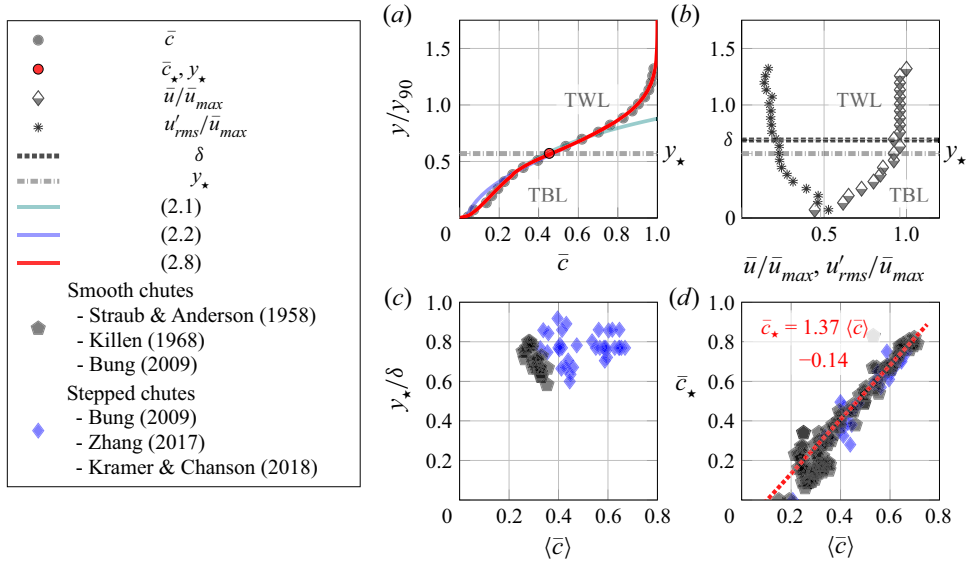 c̄
c̄⋆, y⋆
ū/ū_max
u′_rms/ū_max
δ
y⋆
(2.1)
(2.2)
(2.8)
Smooth chutes
- Straub & Anderson (1958)
- Killen (1968)
- Bung (2009)
Stepped chutes
- Bung (2009)
- Zhang (2017)
- Kramer & Chanson (2018)
(a)
y/y_90
1.5
1.0
0.5
0
TWL
TBL
y⋆
0 0.2 0.4 0.6 0.8 1.0
c̄
(b)
1.5
1.0
δ
0.5
0
TWL
TBL
y⋆
0.5 1.0
ū/ū_max, u′_rms/ū_max
(c)
y⋆/δ
1.0
0.8
0.6
0.4
0.2
0 0.2 0.4 0.6 0.8
⟨c̄⟩
(d)
c̄⋆
1.0
0.8
0.6
0.4
0.2
c̄⋆ = 1.37 ⟨c̄⟩
−0.14
0 0.2 0.4 0.6 0.8
⟨c̄⟩